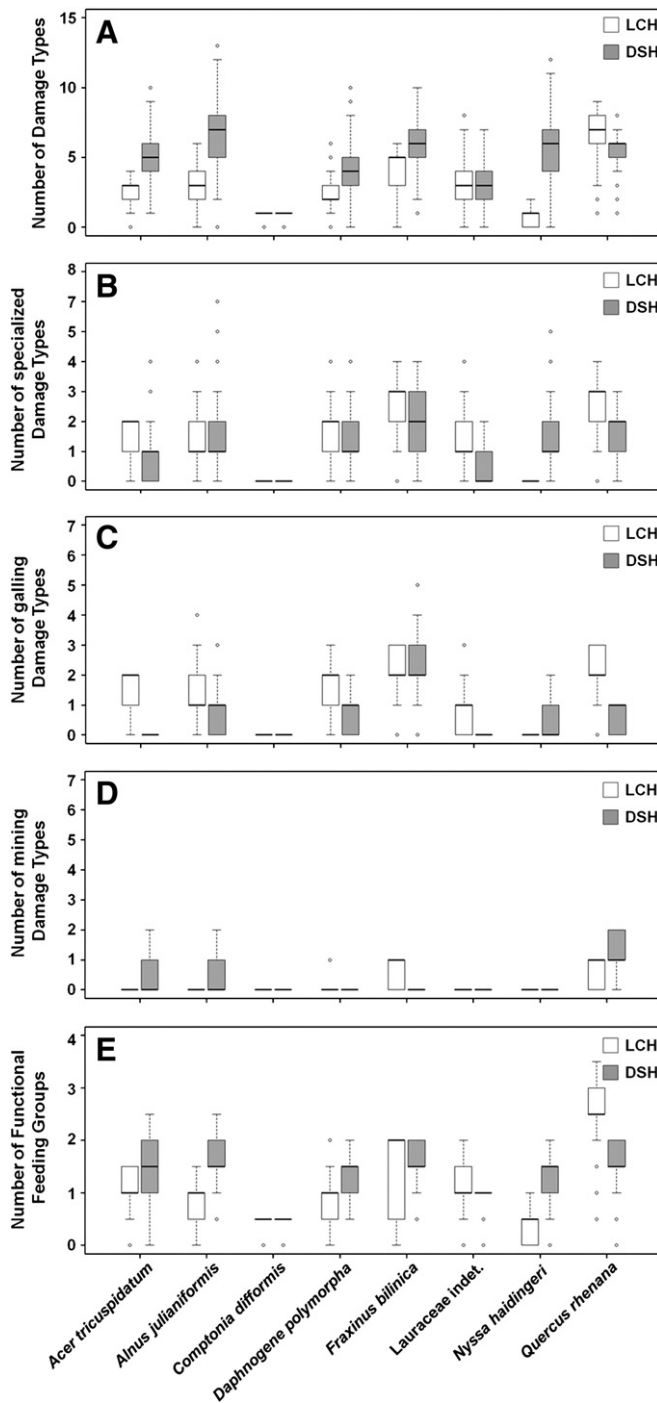 A
LCH
DSH
Number of Damage Types
15
10
5
0
B
LCH
DSH
Number of specialized
Damage Types
8
7
5
4
3
2
1
0
C
LCH
DSH
Number of galling
Damage Types
7
6
5
4
3
2
1
0
D
LCH
DSH
Number of mining
Damage Types
7
6
5
4
3
2
1
0
E
LCH
DSH
Number of Functional
Feeding Groups
4
3
2
1
0
Acer tricuspidatum
Alnus julianiformis
Comptonia difformis
Daphnogene polymorpha
Fraxinus bilinica
Lauraceae indet.
Nyssa haidingeri
Quercus rhenana